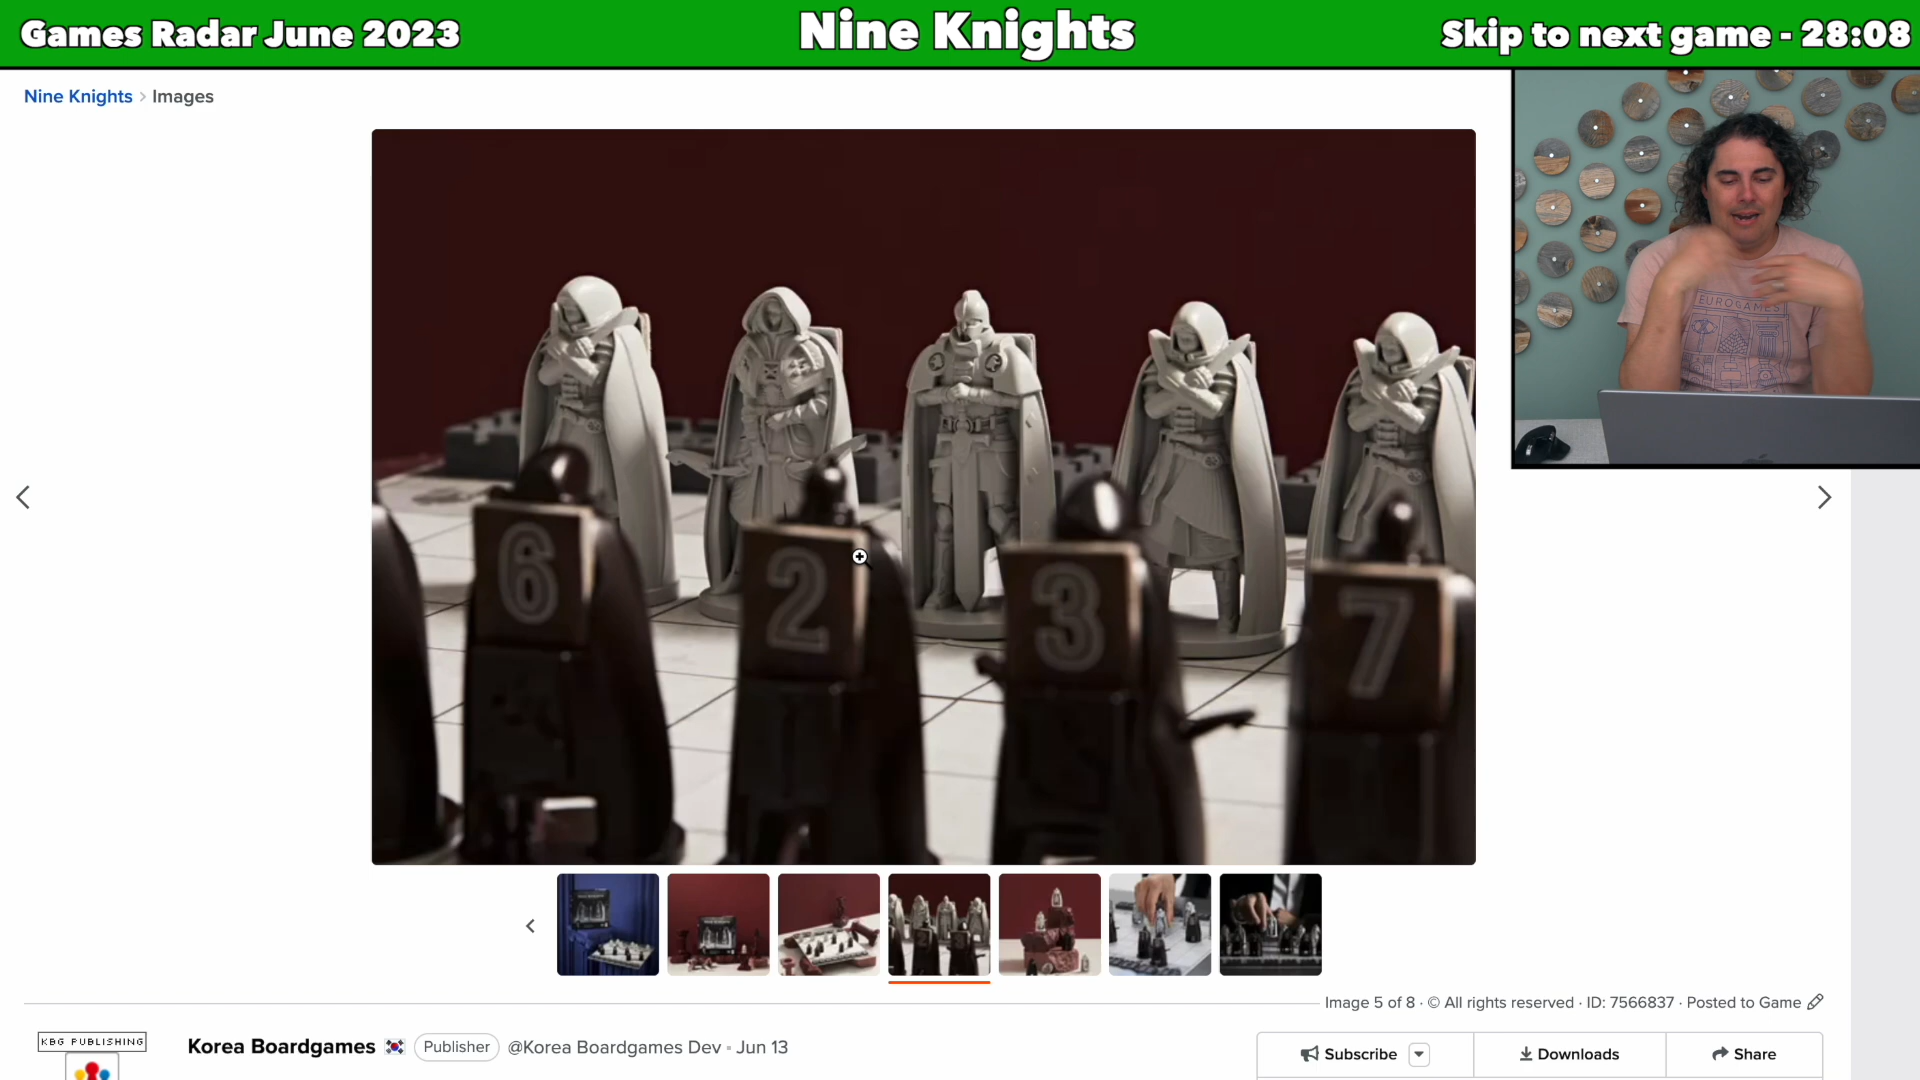 Games Radar June 2023
Nine Knights
Skip to next game - 28:08
Nine Knights > Images
EUROGAMES
6
2
3
7
Image 5 of 8 · © All rights reserved · ID: 7566837 · Posted to Game
KBG PUBLISHING
Korea Boardgames
Publisher
@Korea Boardgames Dev
Jun 13
Subscribe
Downloads
Share